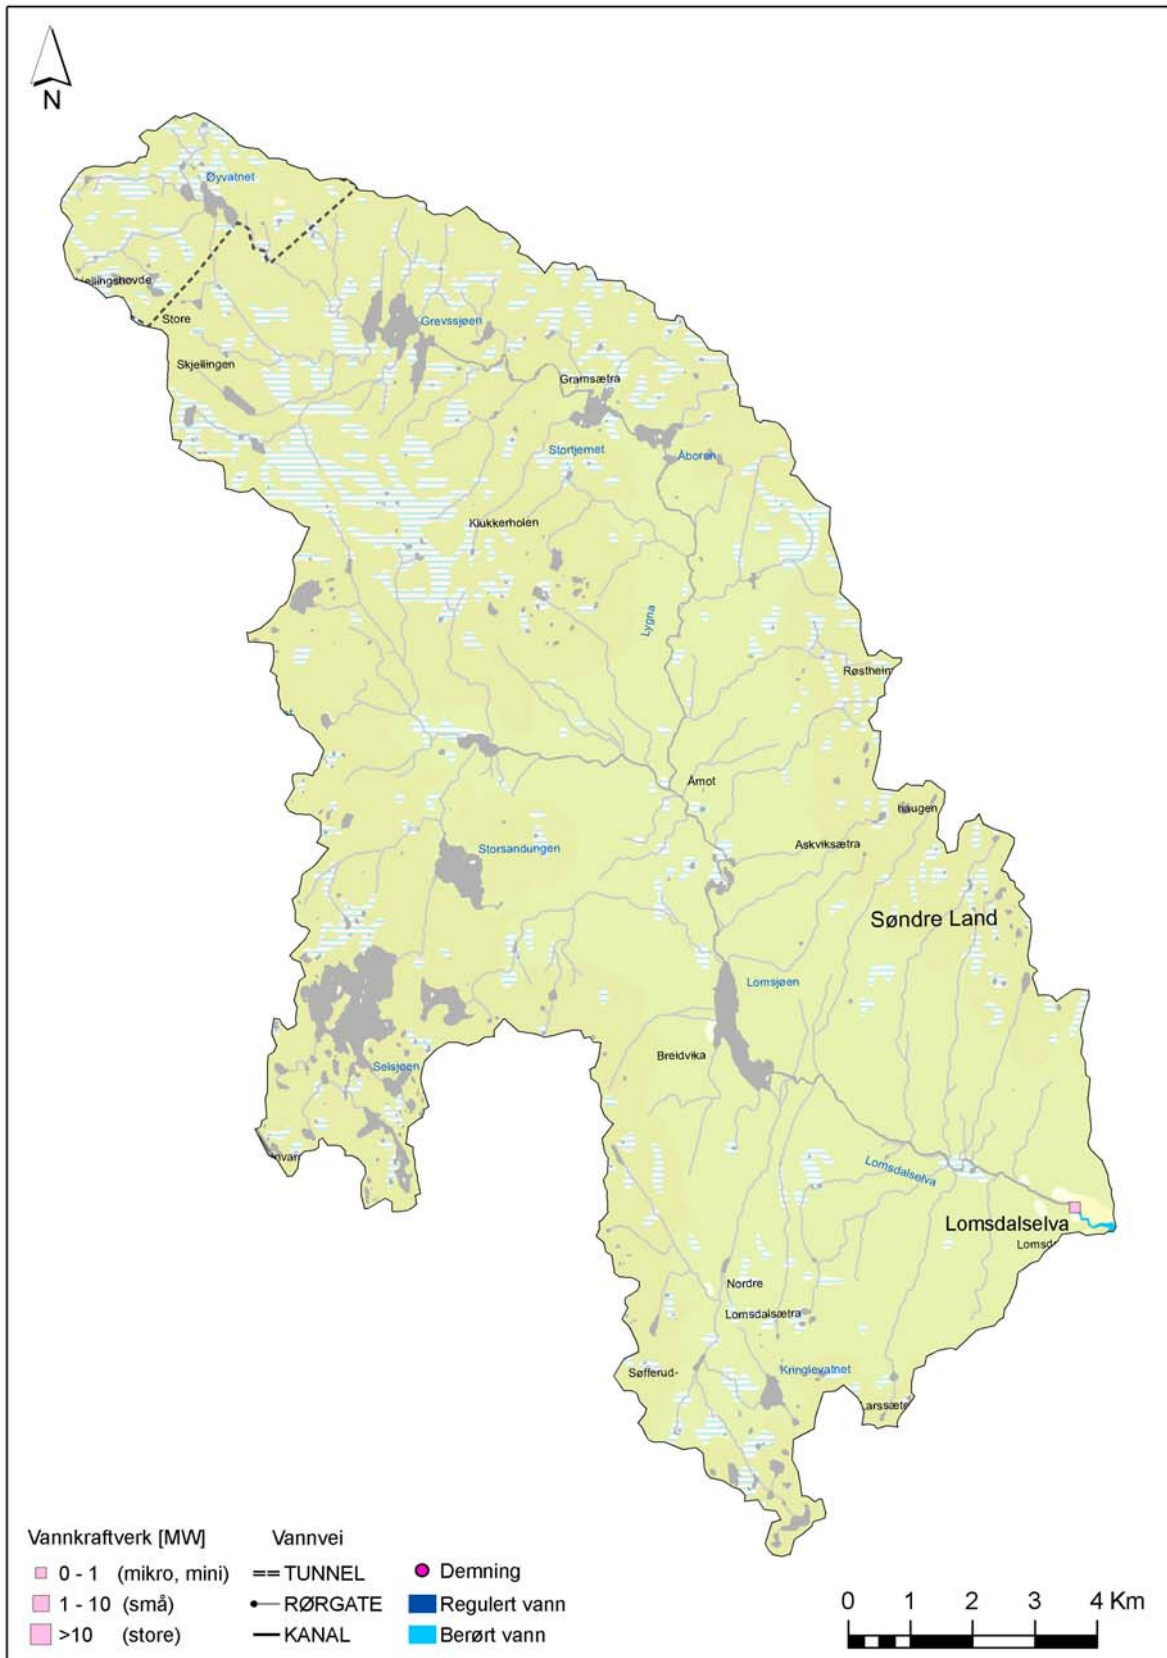 N
Øyvatnet
Store
Skjellingen
Grevssjøen
Gramsætra
Stortjernet
Åboren
Klukkerholen
Lygna
Røstheim
Åmot
haugen
Storsandungen
Askviksætra
Søndre Land
Lomsjøen
Breidvika
Selsjøen
Lomsdalselva
Lomsdalselva
Lomsda
Nordre
Lomsdalsætra
Kringlevatnet
Søfferud-
Vannkraftverk [MW]
0 - 1 (mikro, mini)
1 - 10 (små)
>10 (store)
Vannvei
TUNNEL
RØRGATE
KANAL
Demning
Regulert vann
Berørt vann
0 1 2 3 4 Km